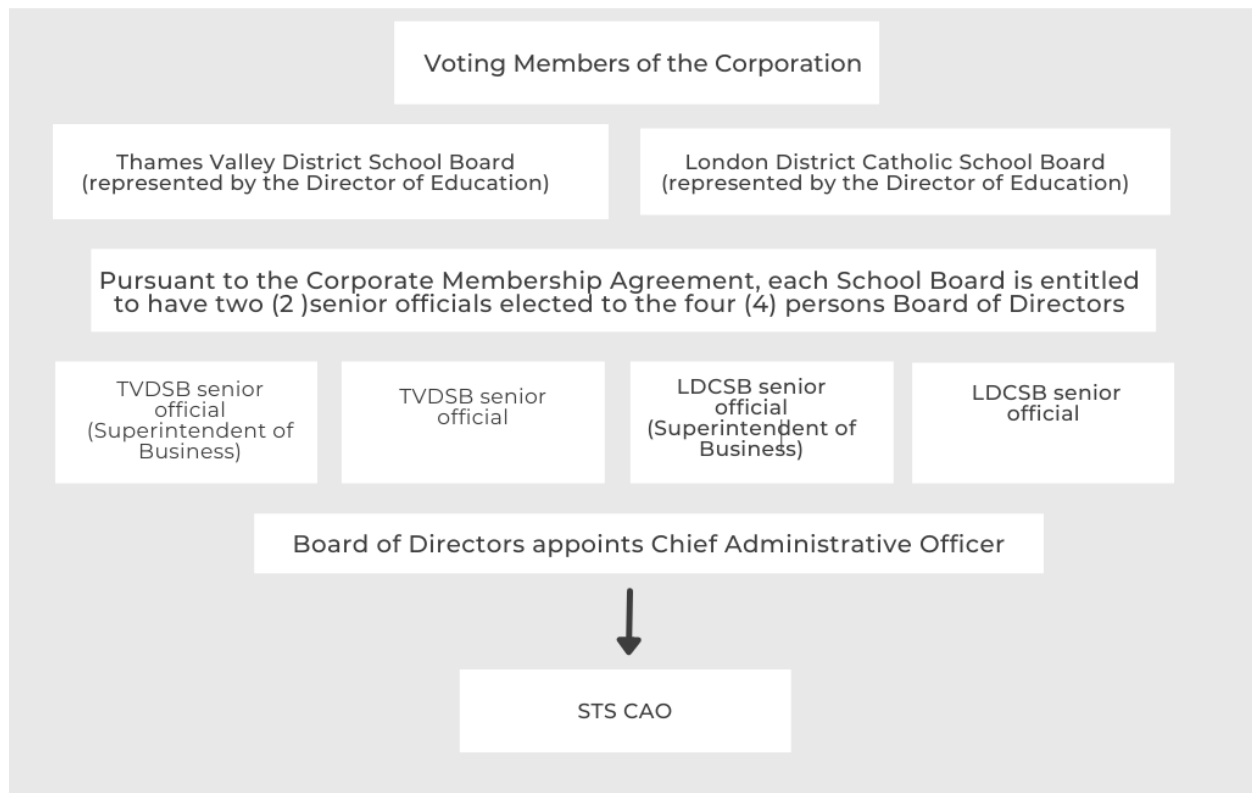 Voting Members of the Corporation
Thames Valley District School Board
(represented by the Director of Education)
London District Catholic School Board
(represented by the Director of Education)
Pursuant to the Corporate Membership Agreement, each School Board is entitled
to have two (2 )senior officials elected to the four (4) persons Board of Directors
TVDSB senior
official
(Superintendent of
Business)
TVDSB senior
official
LDCSB senior
official
(Superintendent of
Business)
LDCSB senior
official
Board of Directors appoints Chief Administrative Officer
STS CAO